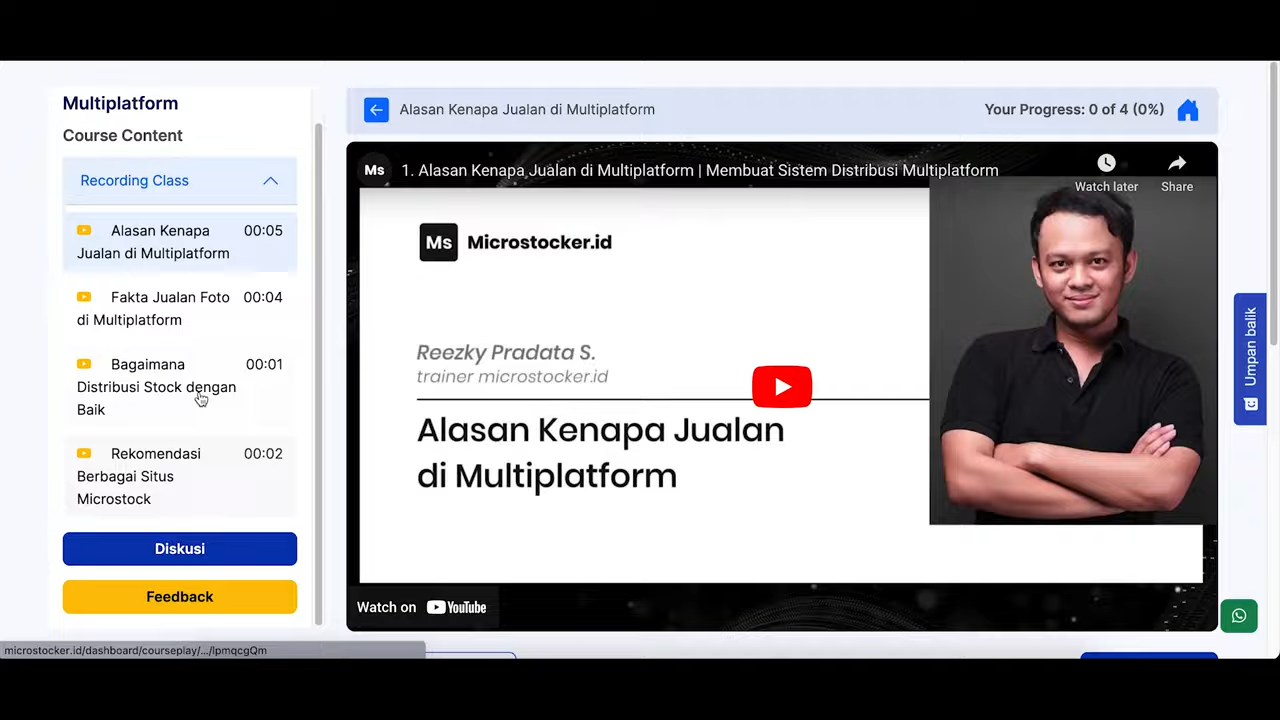 Multiplatform
Course Content
Recording Class
Alasan Kenapa 00:05
Jualan di Multiplatform
Fakta Jualan Foto 00:04
di Multiplatform
Bagaimana 00:01
Distribusi Stock dengan
Baik
Rekomendasi 00:02
Berbagai Situs
Microstock
Diskusi
Feedback
microstocker.id/dashboard/courseplay/.../lpmqcgQm
Alasan Kenapa Jualan di Multiplatform
Your Progress: 0 of 4 (0%)
Ms 1. Alasan Kenapa Jualan di Multiplatform | Membuat Sistem Distribusi Multiplatform
Watch later
Share
Ms Microstocker.id
Reezky Pradata S.
trainer microstocker.id
Alasan Kenapa Jualan
di Multiplatform
Watch on YouTube
Umpan balik